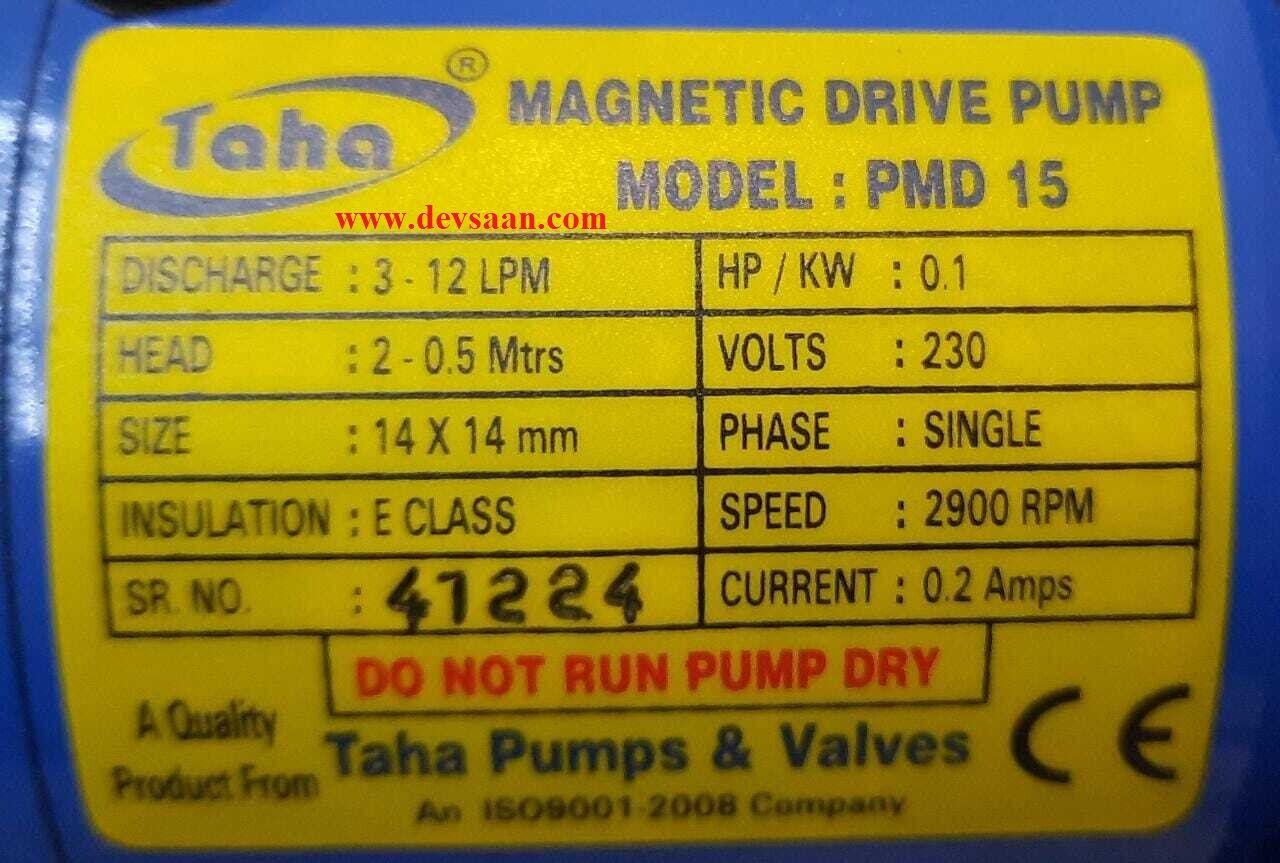 Taha ®
MAGNETIC DRIVE PUMP
MODEL : PMD 15
www.devsaan.com
DISCHARGE : 3 - 12 LPM
HEAD : 2 - 0.5 Mtrs
SIZE : 14 X 14 mm
INSULATION : E CLASS
SR. NO. : 41224
HP / KW : 0.1
VOLTS : 230
PHASE : SINGLE
SPEED : 2900 RPM
CURRENT : 0.2 Amps
DO NOT RUN PUMP DRY
A Quality
Product From
Taha Pumps & Valves
An ISO9001-2008 Company
CE